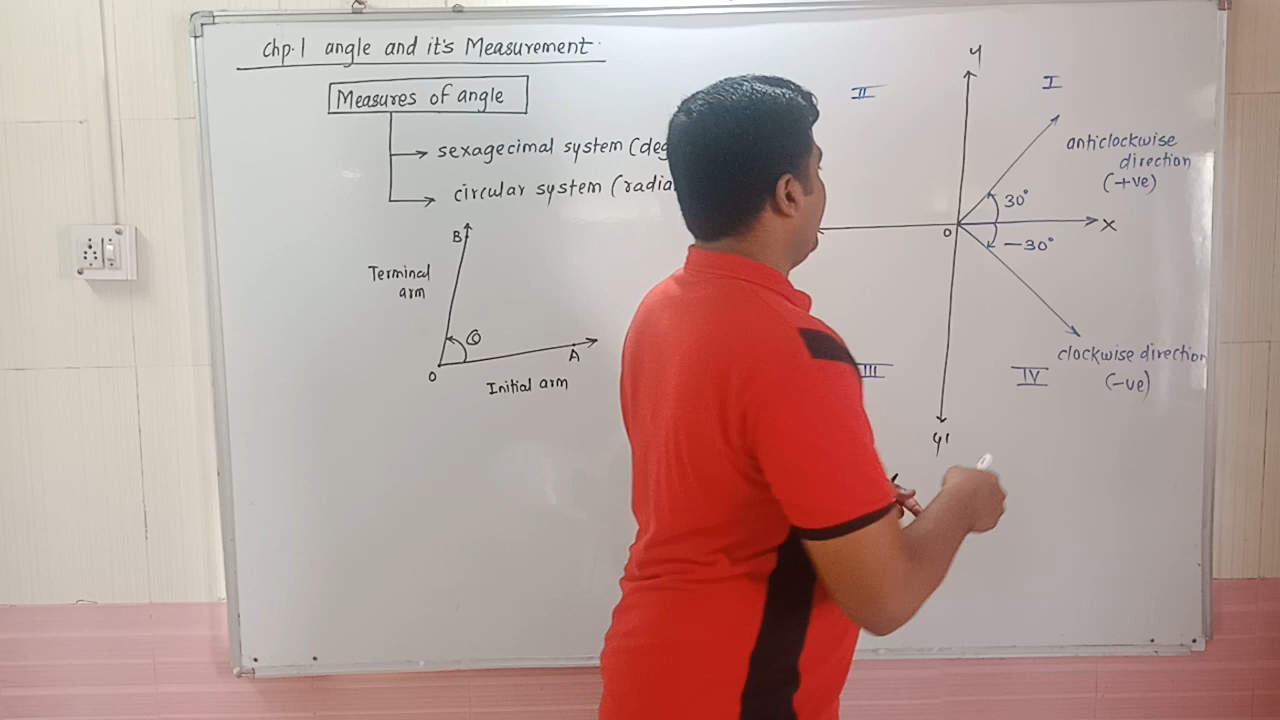 chp.1 angle and it's Measurement
Measures of angle
sexagecimal system (deg
circular system (radia
B
Terminal
arm
θ
O
A
Initial arm
y
II
I
anticlockwise
direction
(+ve)
30°
O
X
-30°
clockwise direction
(-ve)
III
IV
y'